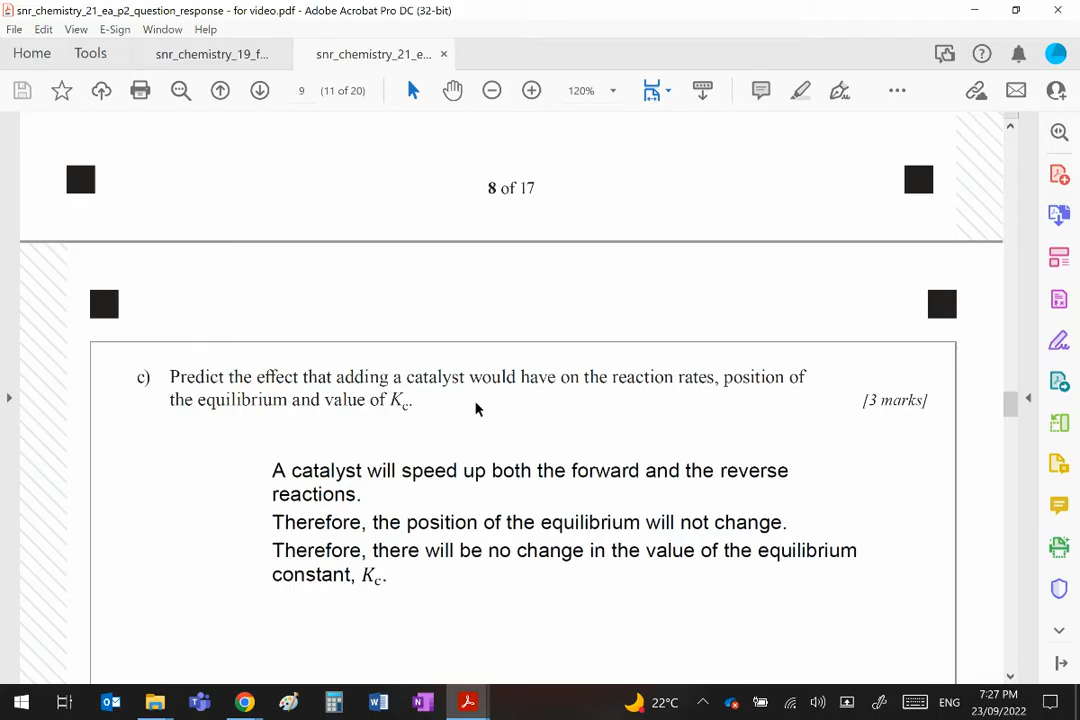 snr_chemistry_21_ea_p2_question_response - for video.pdf - Adobe Acrobat Pro DC (32-bit)
File Edit View E-Sign Window Help
Home Tools snr_chemistry_19_f... snr_chemistry_21_e... ×
9 (11 of 20) 120%
8 of 17
c) Predict the effect that adding a catalyst would have on the reaction rates, position of
the equilibrium and value of Kc.
[3 marks]
A catalyst will speed up both the forward and the reverse
reactions.
Therefore, the position of the equilibrium will not change.
Therefore, there will be no change in the value of the equilibrium
constant, Kc.
22°C ENG 7:27 PM
23/09/2022